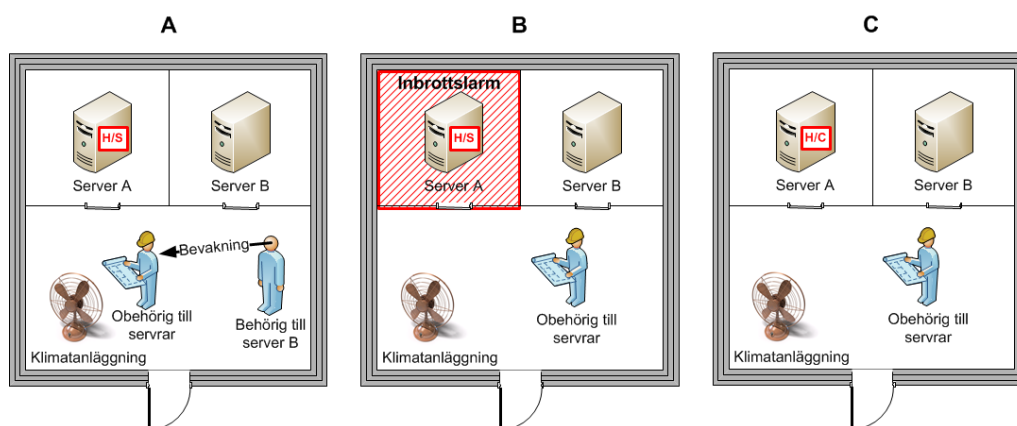 A
H/S
Server A
Server B
Bevakning
Obehörig till
servrar
Behörig till
server B
Klimatanläggning
B
Inbrottslarm
H/S
Server A
Server B
Obehörig till
servrar
Klimatanläggning
C
H/C
Server A
Server B
Obehörig till
servrar
Klimatanläggning